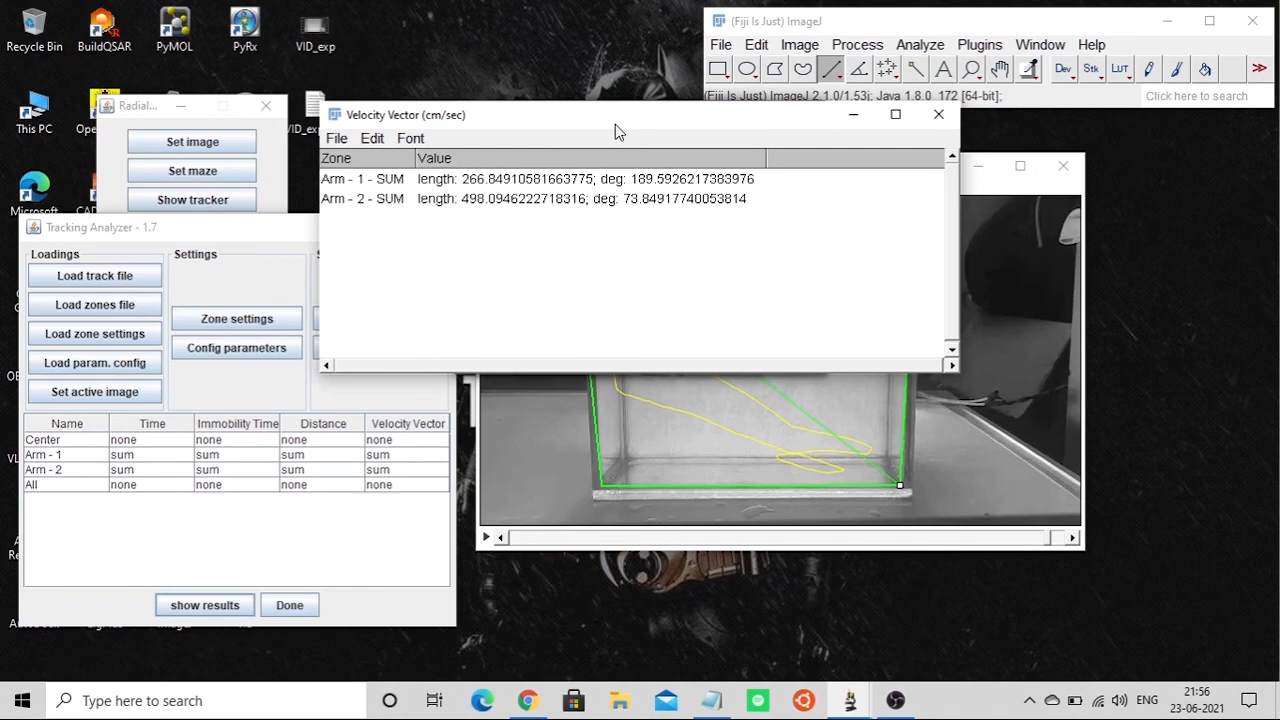 Recycle Bin
BuildQSAR
PyMOL
PyRx
VID_exp
This PC
Ope
VID_exp
Microsoft
CAD
(Fiji Is Just) ImageJ
File Edit Image Process Analyze Plugins Window Help
Dev Stk LUT
(Fiji Is Just) ImageJ 2.1.0/1.53j; Java 1.8.0_172 [64-bit];
Click here to search
Radial...
Set image
Set maze
Show tracker
Velocity Vector (cm/sec)
File Edit Font
Zone Value
Arm - 1 - SUM length: 266.84910581663775; deg: 189.5926217383976
Arm - 2 - SUM length: 498.0946222718316; deg: 73.84917740053814
Tracking Analyzer - 1.7
Loadings
Load track file
Load zones file
Load zone settings
Load param. config
Set active image
Settings
Zone settings
Config parameters
Name Time Immobility Time Distance Velocity Vector
Center none none none none
Arm - 1 sum sum sum sum
Arm - 2 sum sum sum sum
All none none none none
show results
Done
Type here to search
ENG
21:56
23-06-2021